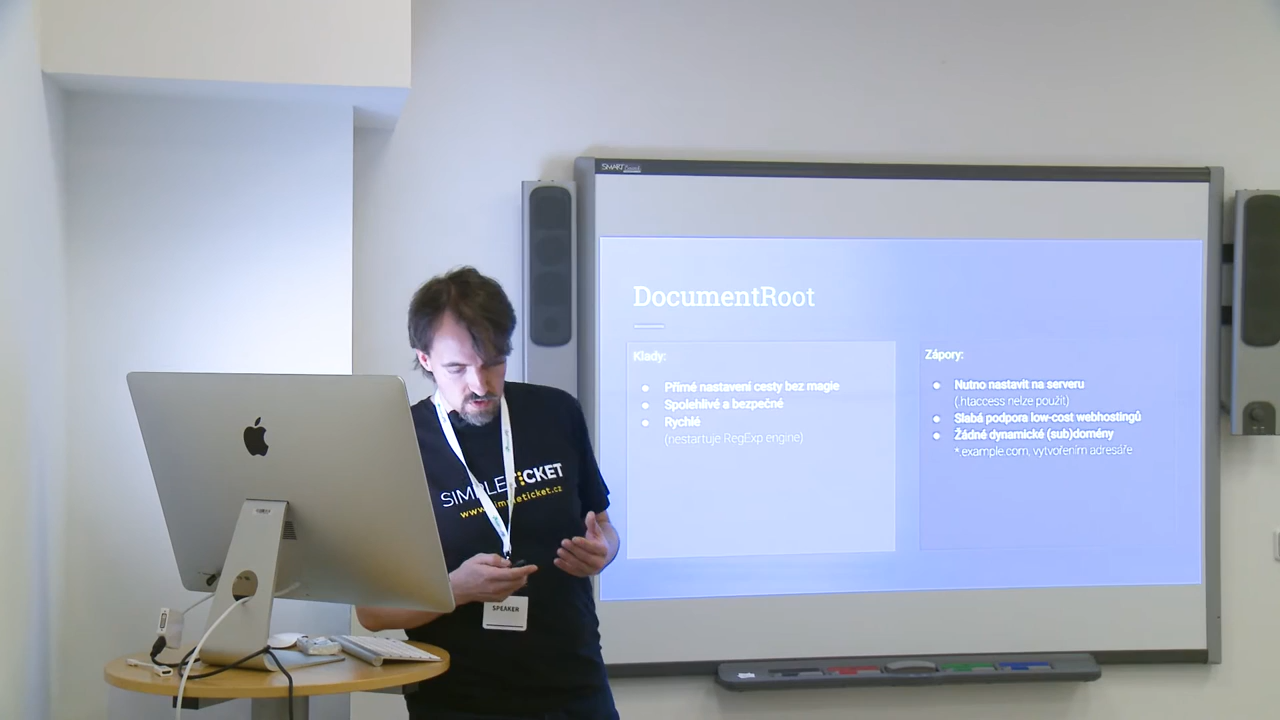 SMART
DocumentRoot
Klady:
● Přímé nastavení cesty bez magie
● Spolehlivé a bezpečné
● Rychlé
(nestartuje RegExp engine)
Zápory:
● Nutno nastavit na serveru
(.htaccess nelze použít)
● Slabá podpora low-cost webhostingů
● Žádné dynamické (sub)domény
*.example.com, vytvořením adresáře
SIMPLETICKET
www.simpleticket.cz
SPEAKER